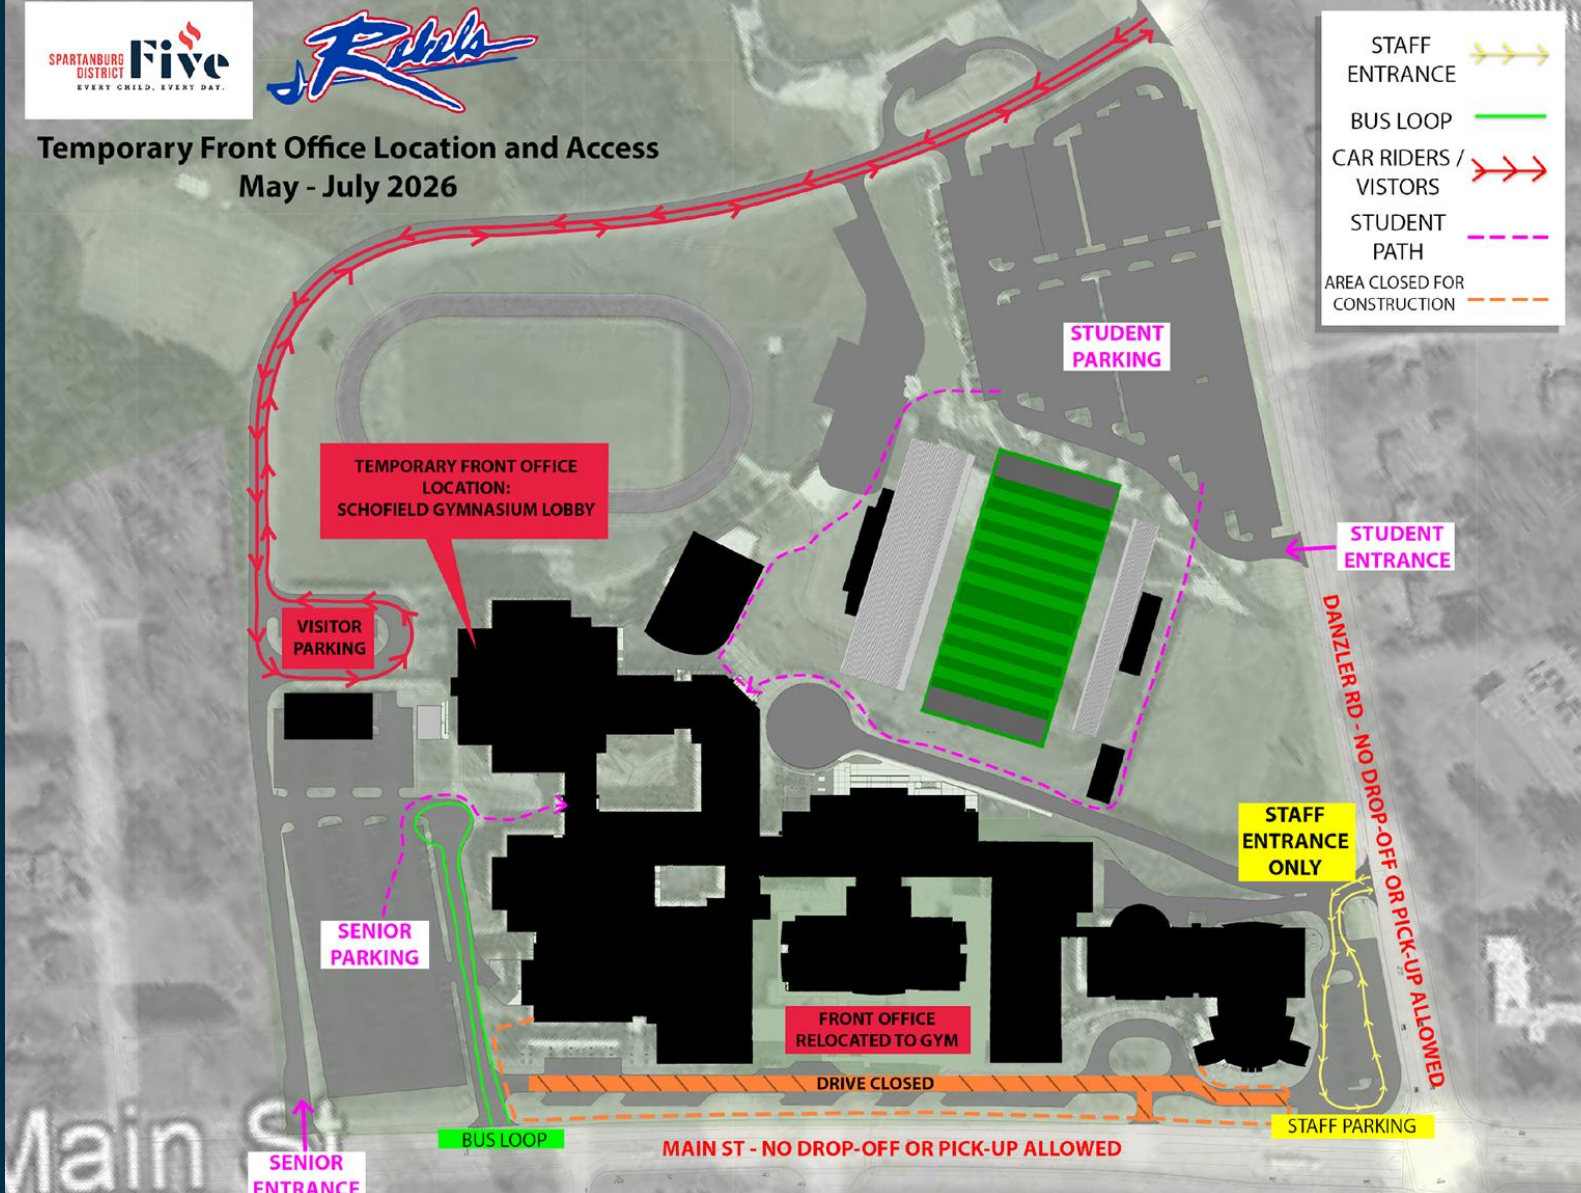 SPARTANBURG
DISTRICT
Five
EVERY CHILD, EVERY DAY.
Rebels
Temporary Front Office Location and Access
May - July 2026
STAFF
ENTRANCE
BUS LOOP
CAR RIDERS /
VISTORS
STUDENT
PATH
AREA CLOSED FOR
CONSTRUCTION
STUDENT
PARKING
TEMPORARY FRONT OFFICE
LOCATION:
SCHOFIELD GYMNASIUM LOBBY
STUDENT
ENTRANCE
VISITOR
PARKING
DANZLER RD - NO DROP-OFF OR PICK-UP ALLOWED
STAFF
ENTRANCE
ONLY
SENIOR
PARKING
FRONT OFFICE
RELOCATED TO GYM
DRIVE CLOSED
STAFF PARKING
BUS LOOP
MAIN ST - NO DROP-OFF OR PICK-UP ALLOWED
Main St
SENIOR
ENTRANCE